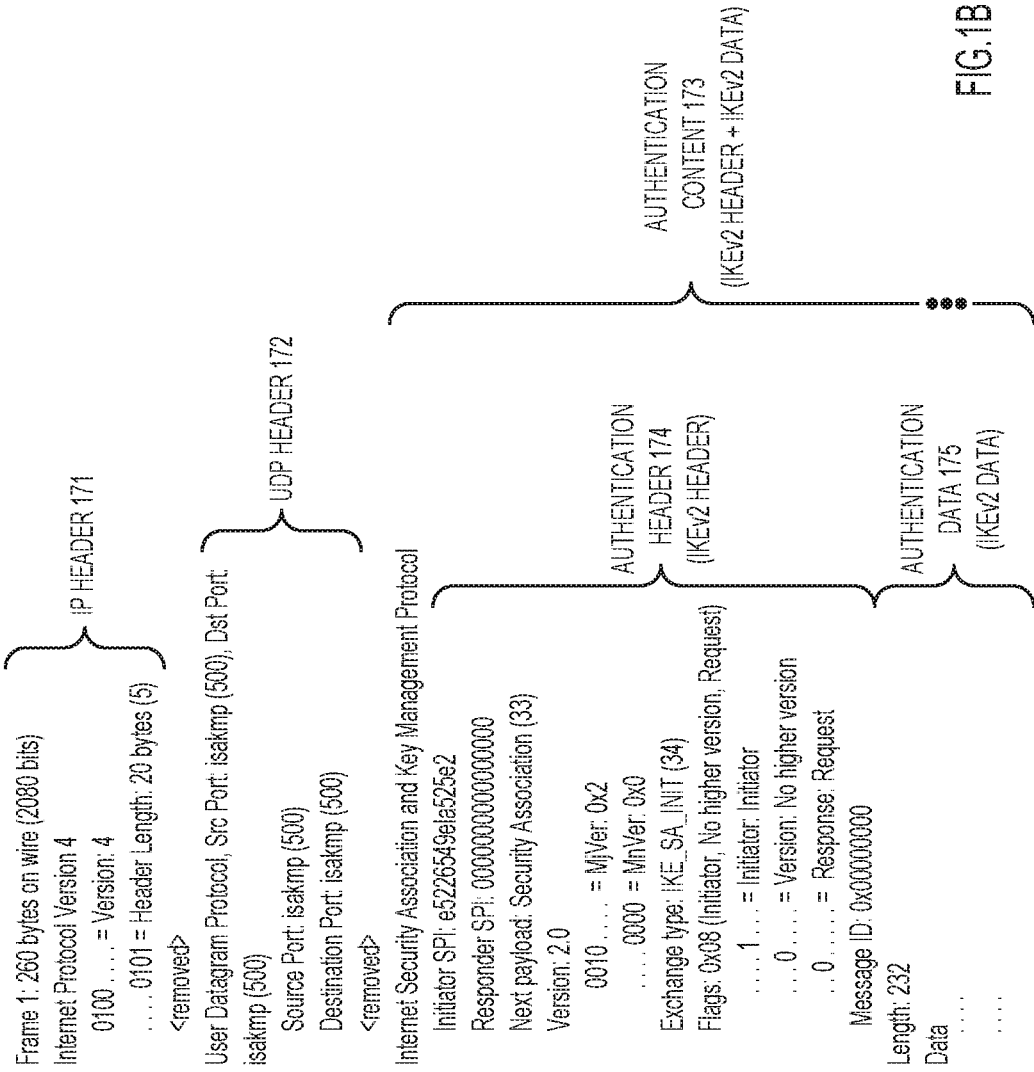 Frame 1: 260 bytes on wire (2080 bits)
Internet Protocol Version 4
0100 . . . . = Version: 4
. . . . 0101 = Header Length: 20 bytes (5)
<removed>
IP HEADER 171
User Datagram Protocol, Src Port: isakmp (500), Dst Port:
isakmp (500)
Source Port: isakmp (500)
Destination Port: isakmp (500)
<removed>
UDP HEADER 172
Internet Security Association and Key Management Protocol
Initiator SPI: e5226549ela525e2
Responder SPI: 0000000000000000
Next payload: Security Association (33)
Version: 2.0
0010 . . . . = MjVer: 0x2
. . . . 0000 = MnVer: 0x0
Exchange type: IKE_SA_INIT (34)
Flags: 0x08 (Initiator, No higher version, Request)
. . . . 1 . . . = Initiator: Initiator
. . . 0 . . . . = Version: No higher version
. . 0 . . . . . = Response: Request
Message ID: 0x00000000
AUTHENTICATION
HEADER 174
(IKEv2 HEADER)
Length: 232
Data
. . . .
. . . .
AUTHENTICATION
DATA 175
(IKEv2 DATA)
AUTHENTICATION
CONTENT 173
(IKEv2 HEADER + IKEv2 DATA)
FIG.1B